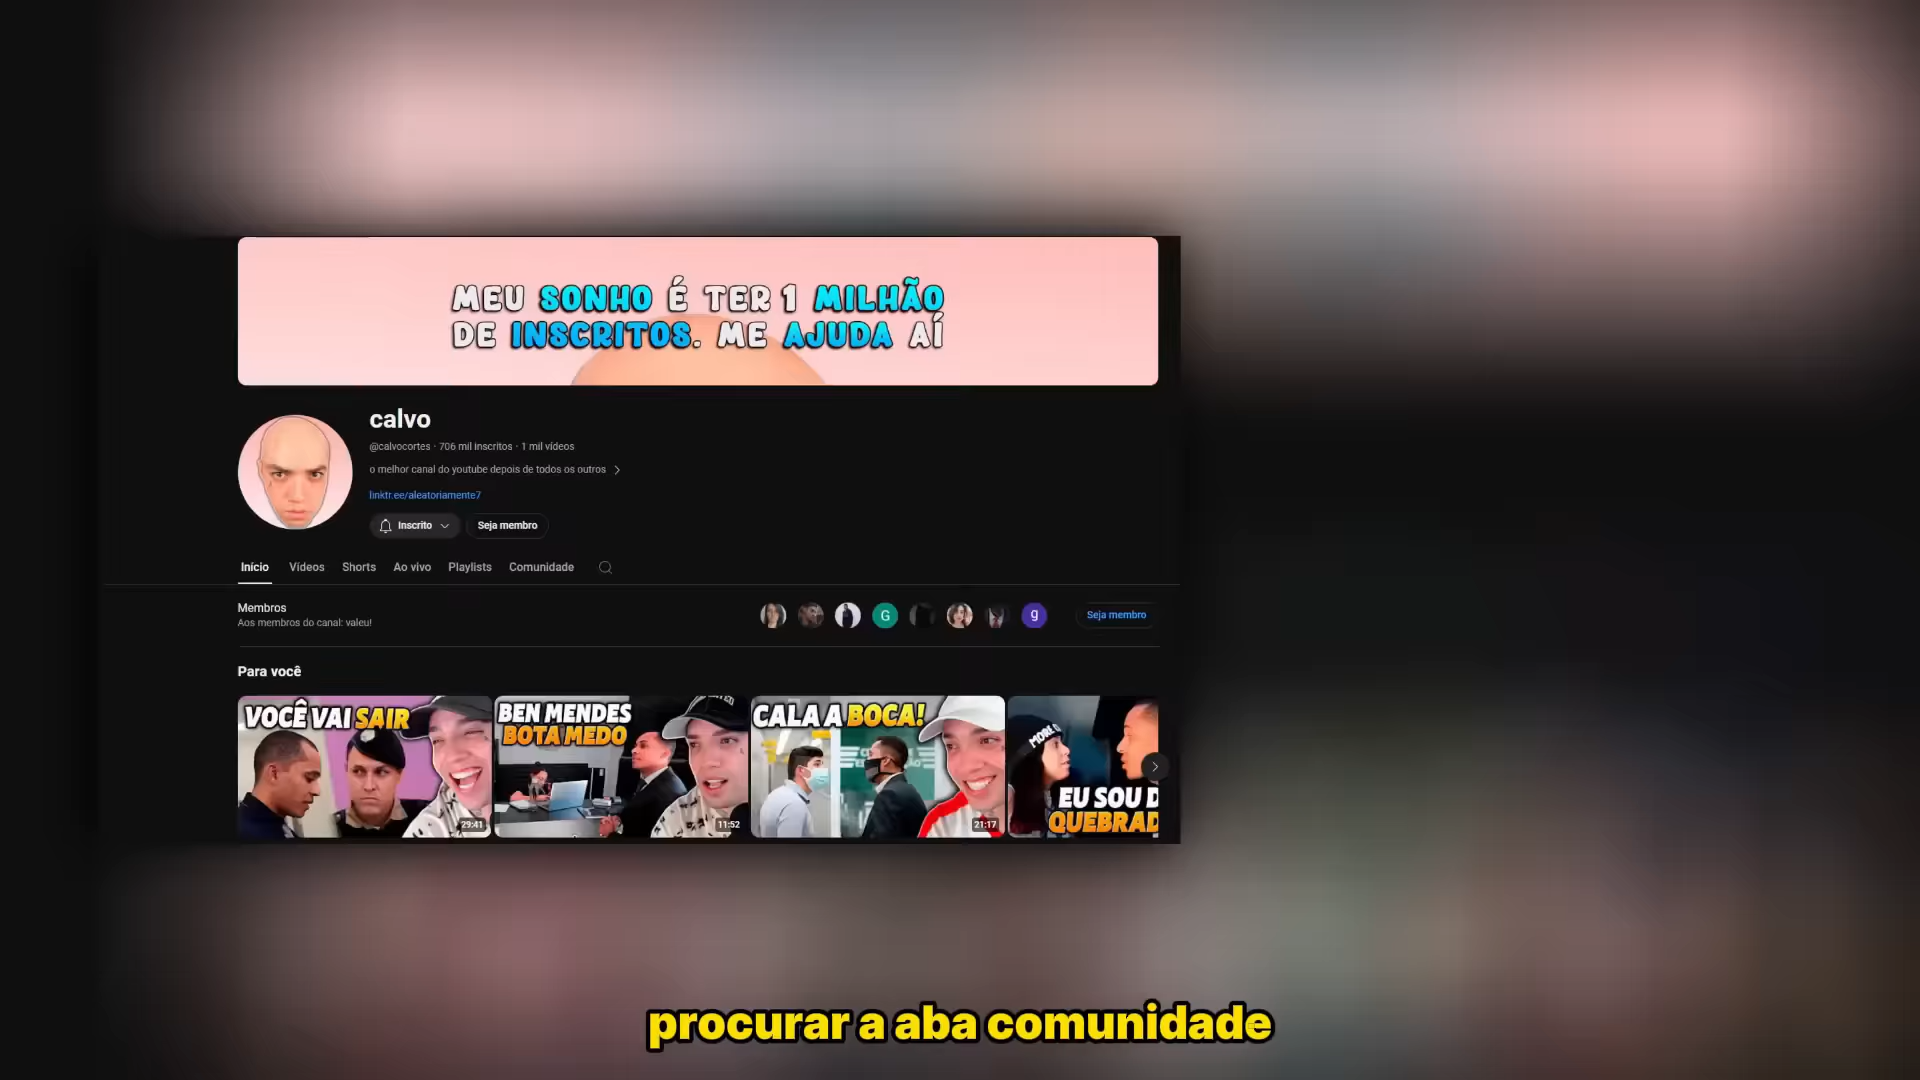 MEU SONHO É TER 1 MILHÃO
DE INSCRITOS. ME AJUDA AÍ
calvo
@calvocortes · 706 mil inscritos · 1 mil vídeos
o melhor canal do youtube depois de todos os outros
linktr.ee/aleatoriamente7
Inscrito
Seja membro
Início Vídeos Shorts Ao vivo Playlists Comunidade
Membros
Aos membros do canal: valeu!
G
g
Seja membro
Para você
VOCÊ VAI SAIR
29:41
BEN MENDES
BOTA MEDO
11:52
CALA A BOCA!
21:17
MORE
EU SOU D
QUEBRAD
procurar a aba comunidade